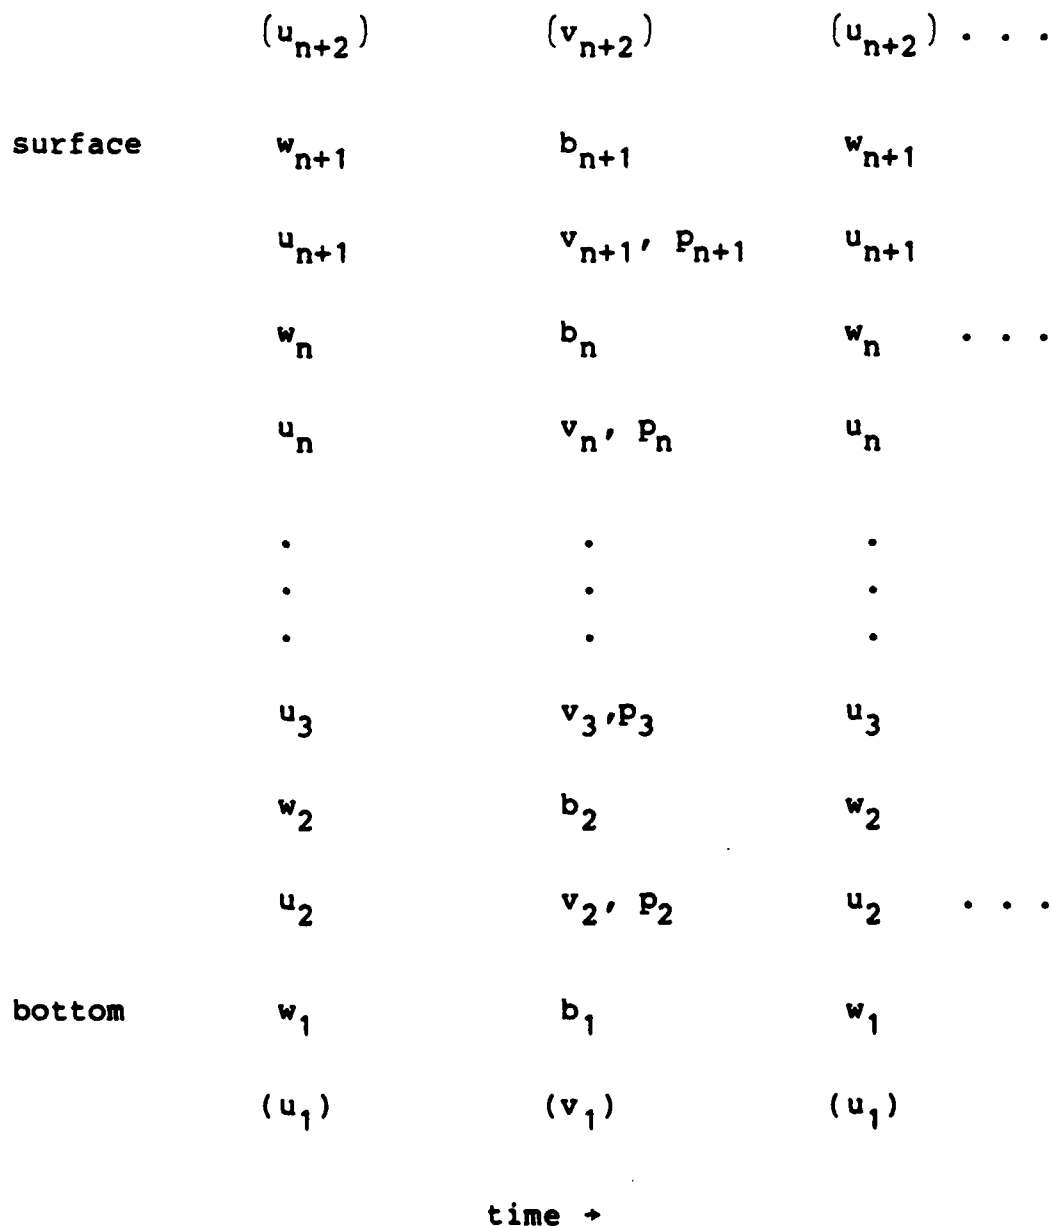 (u_{n+2}) (v_{n+2}) (u_{n+2}) . . .
surface w_{n+1} b_{n+1} w_{n+1}
u_{n+1} v_{n+1}, p_{n+1} u_{n+1}
w_n b_n w_n . . .
u_n v_n, p_n u_n
. . .
. . .
. . .
u_3 v_3,p_3 u_3
w_2 b_2 w_2
u_2 v_2, p_2 u_2 . . .
bottom w_1 b_1 w_1
(u_1) (v_1) (u_1)
time →